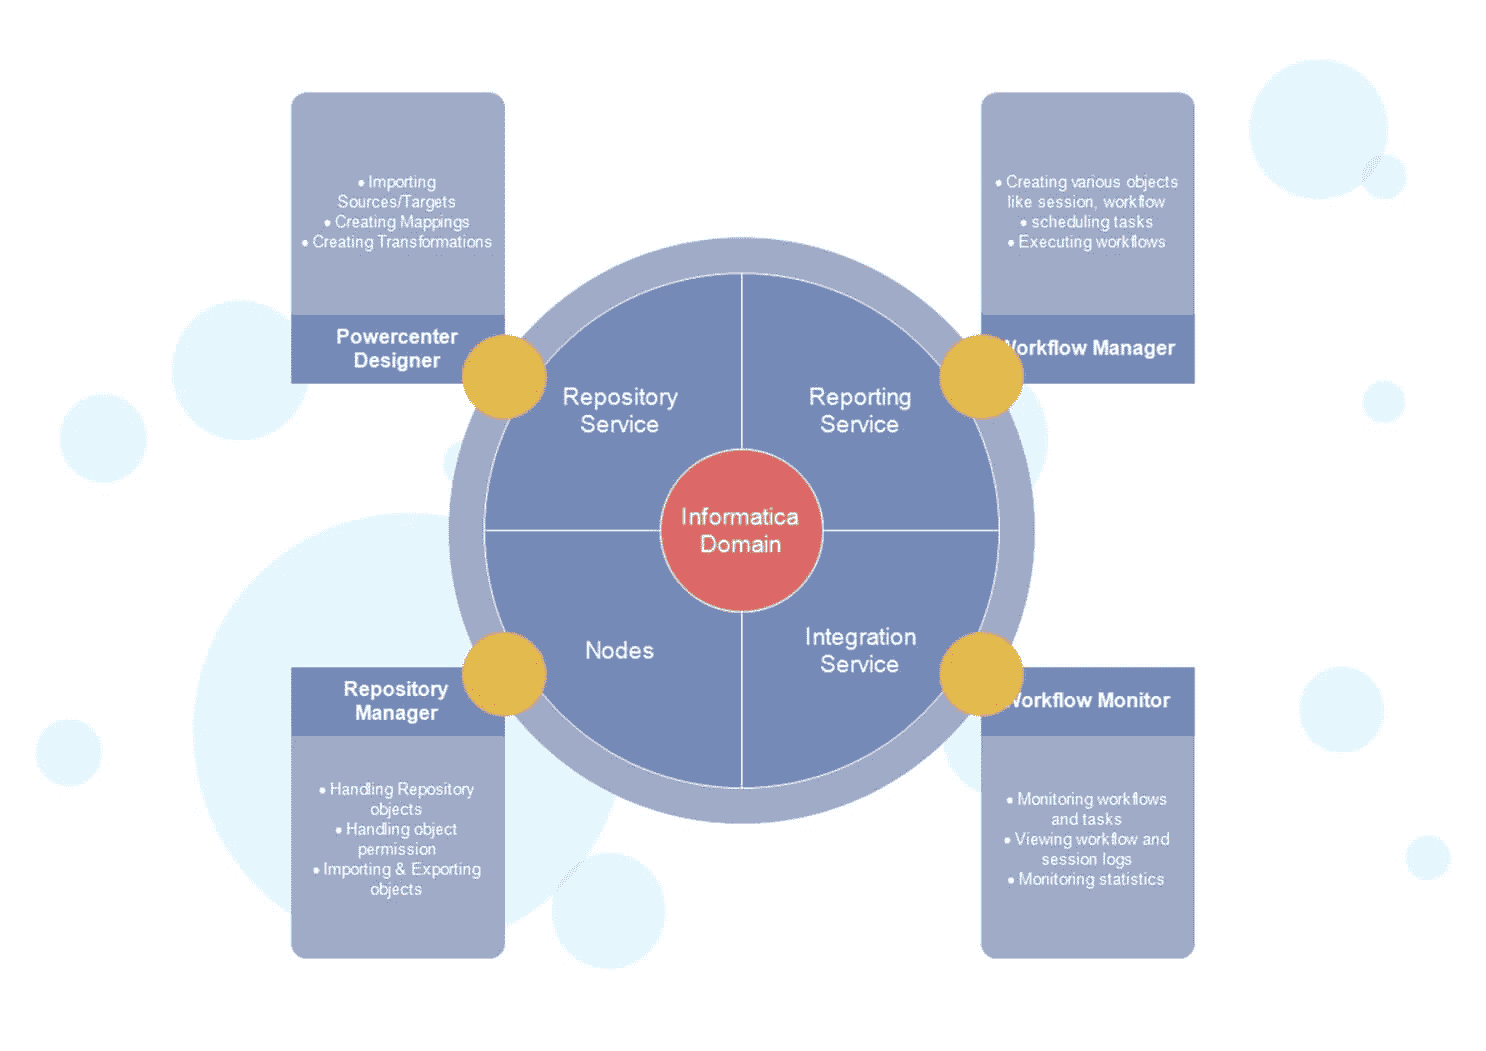 • Importing
Sources/Targets
• Creating Mappings
• Creating Transformations
Powercenter
Designer
• Creating various objects
like session, workflow
• scheduling tasks
• Executing workflows
Workflow Manager
Repository
Service
Reporting
Service
Informatica
Domain
Nodes
Integration
Service
Repository
Manager
• Handling Repository
objects
• Handling object
permission
• Importing & Exporting
objects
Workflow Monitor
• Monitoring workflows
and tasks
• Viewing workflow and
session logs
• Monitoring statistics